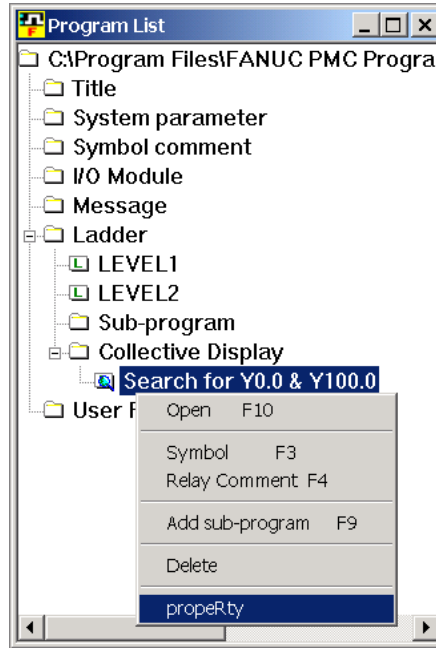 Program List
C:\Program Files\FANUC PMC Progra
Title
System parameter
Symbol comment
I/O Module
Message
Ladder
L LEVEL1
L LEVEL2
Sub-program
Collective Display
Search for Y0.0 & Y100.0
User F
Open F10
Symbol F3
Relay Comment F4
Add sub-program F9
Delete
propeRty